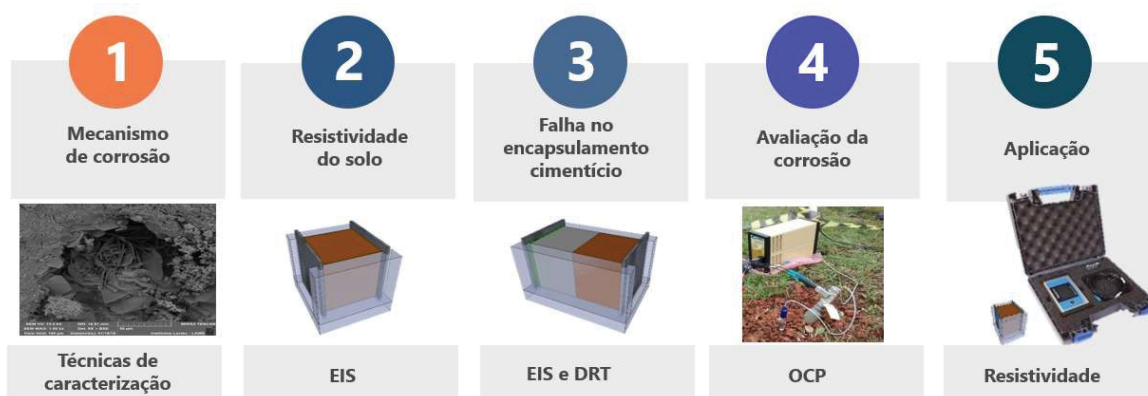 1
2
3
4
5
Mecanismo
de corrosão
Resistividade
do solo
Falha no
encapsulamento
cimentício
Avaliação da
corrosão
Aplicação
Técnicas de
caracterização
EIS
EIS e DRT
OCP
Resistividade